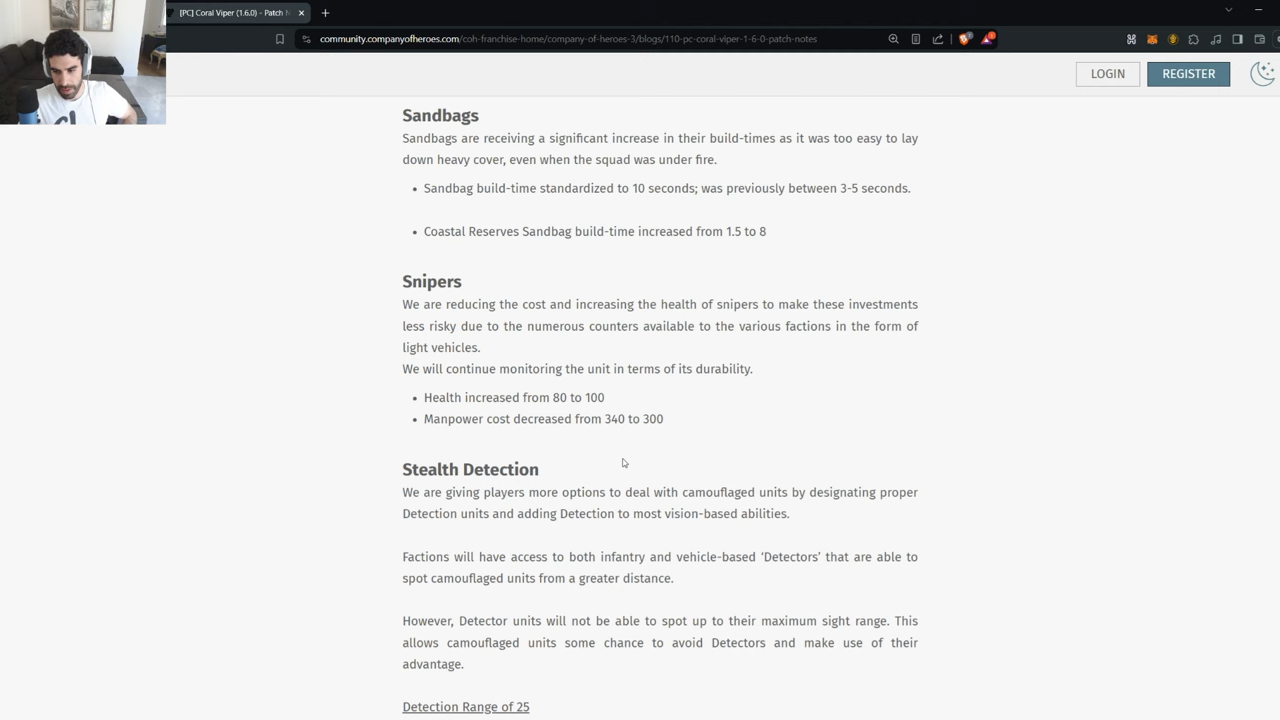 [PC] Coral Viper (1.6.0) - Patch N
community.companyofheroes.com/coh-franchise-home/company-of-heroes-3/blogs/110-pc-coral-viper-1-6-0-patch-notes
LOGIN
REGISTER
Sandbags
Sandbags are receiving a significant increase in their build-times as it was too easy to lay
down heavy cover, even when the squad was under fire.
• Sandbag build-time standardized to 10 seconds; was previously between 3-5 seconds.
• Coastal Reserves Sandbag build-time increased from 1.5 to 8
Snipers
We are reducing the cost and increasing the health of snipers to make these investments
less risky due to the numerous counters available to the various factions in the form of
light vehicles.
We will continue monitoring the unit in terms of its durability.
• Health increased from 80 to 100
• Manpower cost decreased from 340 to 300
Stealth Detection
We are giving players more options to deal with camouflaged units by designating proper
Detection units and adding Detection to most vision-based abilities.
Factions will have access to both infantry and vehicle-based ‘Detectors’ that are able to
spot camouflaged units from a greater distance.
However, Detector units will not be able to spot up to their maximum sight range. This
allows camouflaged units some chance to avoid Detectors and make use of their
advantage.
Detection Range of 25